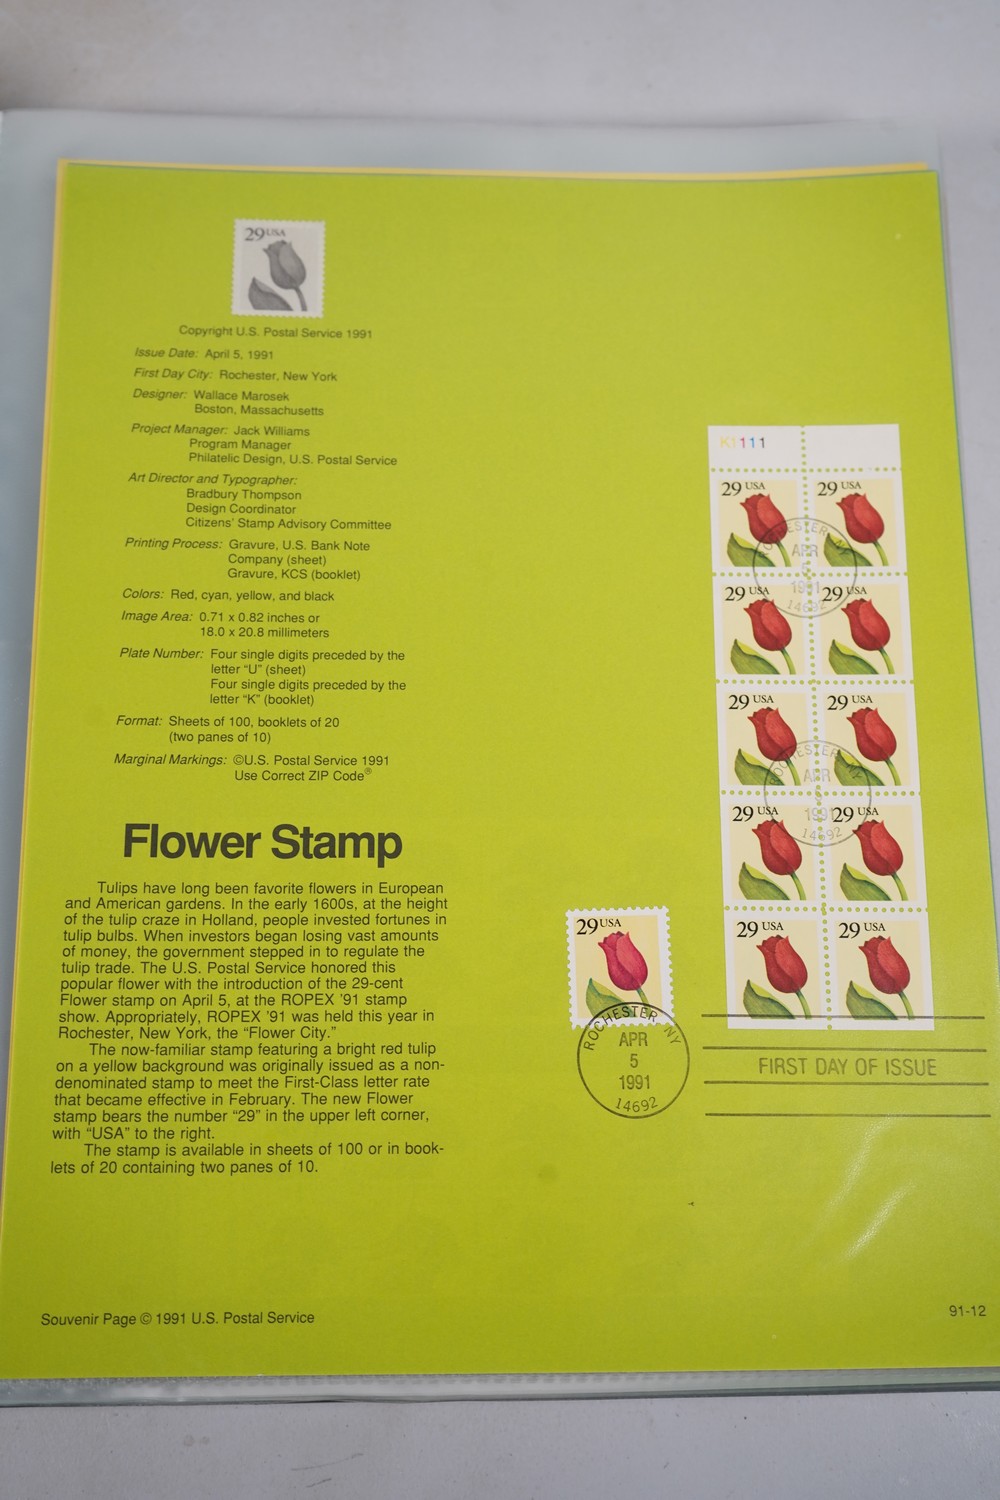 29 USA
Copyright U.S. Postal Service 1991
Issue Date: April 5, 1991
First Day City: Rochester, New York
Designer: Wallace Marosek
Boston, Massachusetts
Project Manager: Jack Williams
Program Manager
Philatelic Design, U.S. Postal Service
Art Director and Typographer:
Bradbury Thompson
Design Coordinator
Citizens' Stamp Advisory Committee
Printing Process: Gravure, U.S. Bank Note
Company (sheet)
Gravure, KCS (booklet)
Colors: Red, cyan, yellow, and black
Image Area: 0.71 x 0.82 inches or
18.0 x 20.8 millimeters
Plate Number: Four single digits preceded by the
letter "U" (sheet)
Four single digits preceded by the
letter "K" (booklet)
Format: Sheets of 100, booklets of 20
(two panes of 10)
Marginal Markings: ©U.S. Postal Service 1991
Use Correct ZIP Code®
Flower Stamp
Tulips have long been favorite flowers in European
and American gardens. In the early 1600s, at the height
of the tulip craze in Holland, people invested fortunes in
tulip bulbs. When investors began losing vast amounts
of money, the government stepped in to regulate the
tulip trade. The U.S. Postal Service honored this
popular flower with the introduction of the 29-cent
Flower stamp on April 5, at the ROPEX '91 stamp
show. Appropriately, ROPEX '91 was held this year in
Rochester, New York, the "Flower City."
The now-familiar stamp featuring a bright red tulip
on a yellow background was originally issued as a non-
denominated stamp to meet the First-Class letter rate
that became effective in February. The new Flower
stamp bears the number "29" in the upper left corner,
with "USA" to the right.
The stamp is available in sheets of 100 or in book-
lets of 20 containing two panes of 10.
Souvenir Page © 1991 U.S. Postal Service
K1111
29 USA 29 USA
ROCHESTER NY
APR
5
1991
14692
29 USA 29 USA
29 USA 29 USA
ROCHESTER NY
APR
5
1991
14692
29 USA 29 USA
29 USA 29 USA
29 USA
ROCHESTER NY
APR
5
1991
14692
FIRST DAY OF ISSUE
91-12